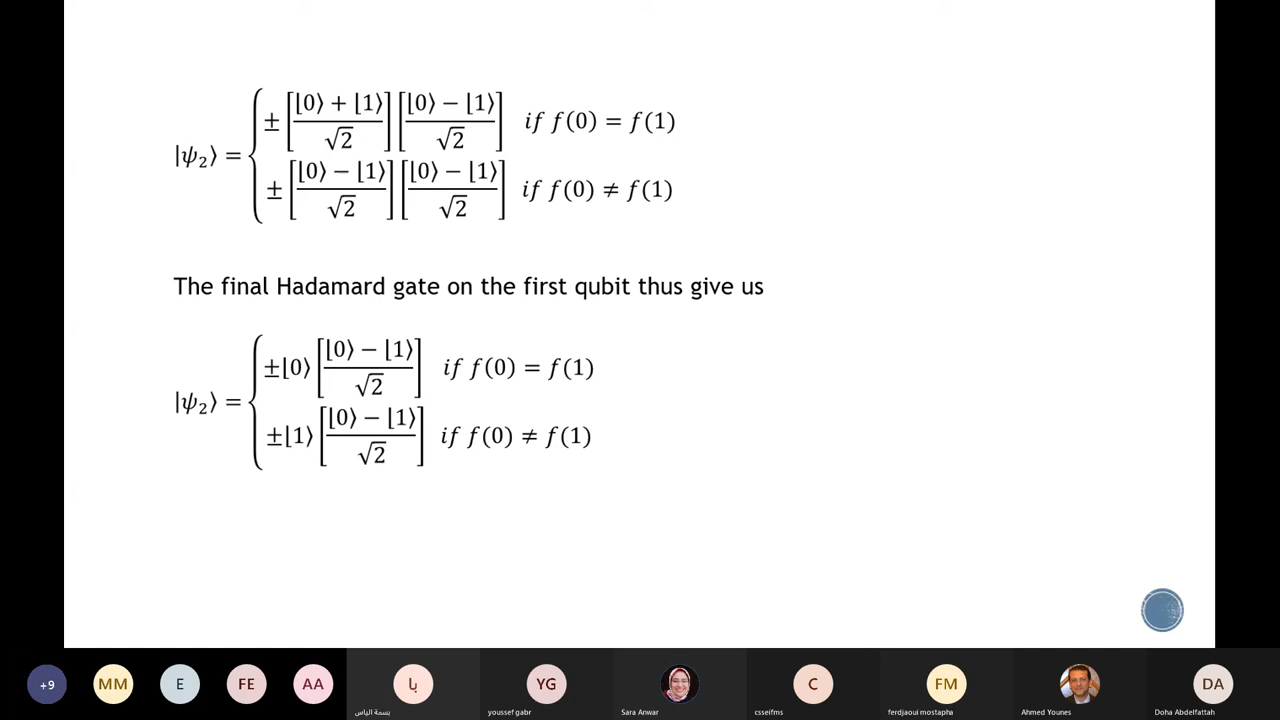 |ψ₂⟩ = { ± [⌊0⟩ + ⌊1⟩ / √2] [⌊0⟩ − ⌊1⟩ / √2] if f(0) = f(1)
± [⌊0⟩ − ⌊1⟩ / √2] [⌊0⟩ − ⌊1⟩ / √2] if f(0) ≠ f(1)
The final Hadamard gate on the first qubit thus give us
|ψ₂⟩ = { ±⌊0⟩ [⌊0⟩ − ⌊1⟩ / √2] if f(0) = f(1)
±⌊1⟩ [⌊0⟩ − ⌊1⟩ / √2] if f(0) ≠ f(1)
+9 MM E FE AA با YG C FM DA
بسمة الياس youssef gabr Sara Anwar csseifms ferdjaoui mostapha Ahmed Younes Doha Abdelfattah